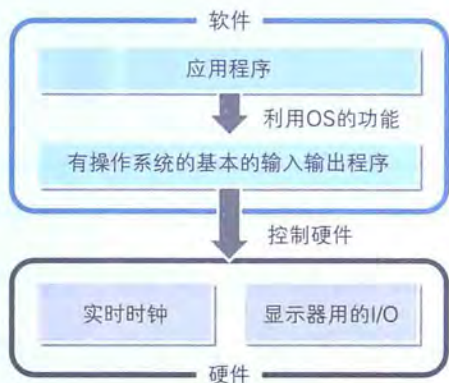 软件
应用程序
利用OS的功能
有操作系统的基本的输入输出程序
控制硬件
实时时钟
显示器用的I/O
硬件